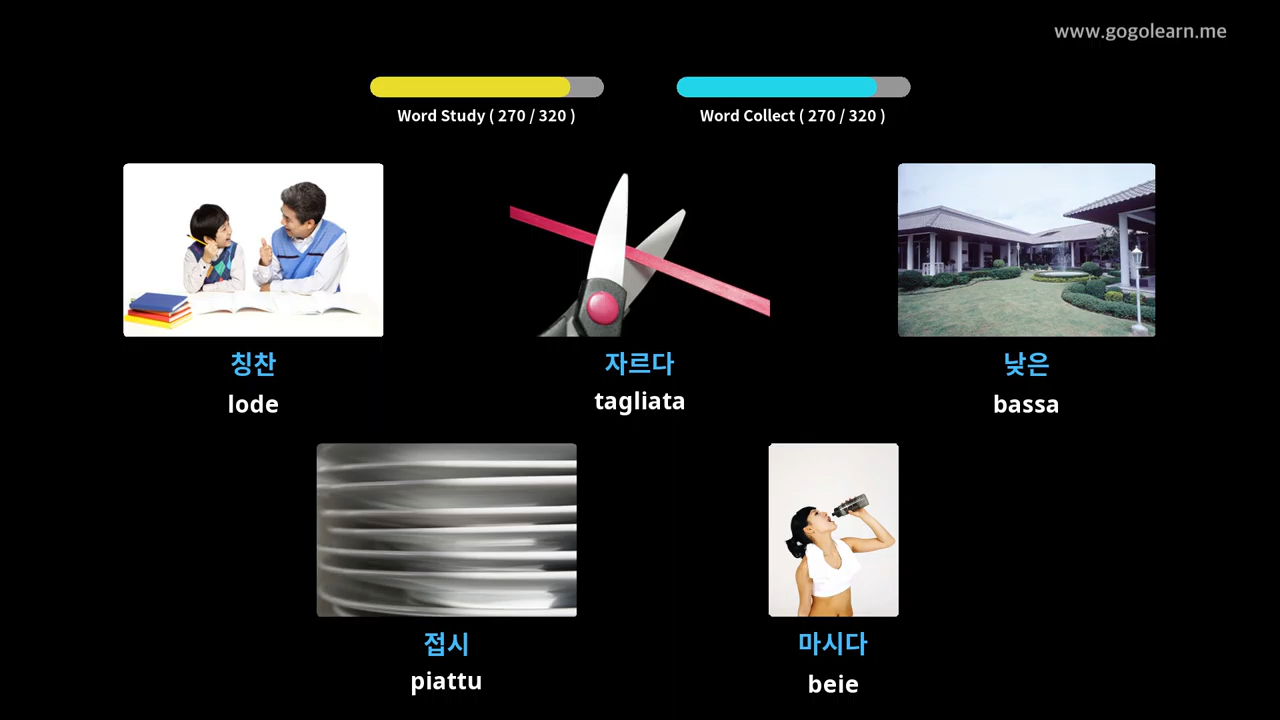 www.gogolearn.me
Word Study ( 270 / 320 )
Word Collect ( 270 / 320 )
칭찬
lode
자르다
tagliata
낮은
bassa
접시
piattu
마시다
beie